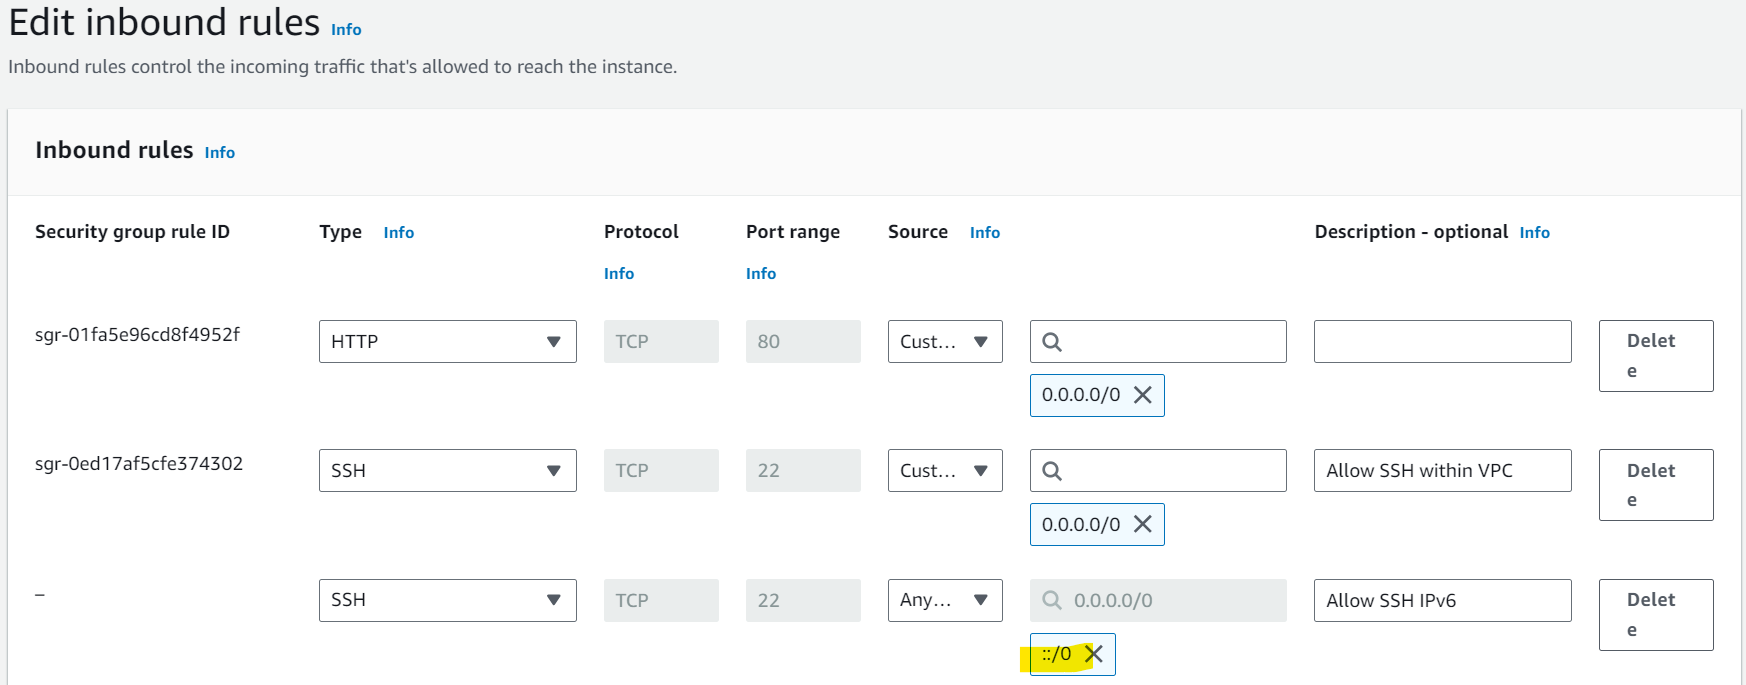 Edit inbound rules Info
Inbound rules control the incoming traffic that's allowed to reach the instance.
Inbound rules Info
Security group rule ID Type Info Protocol Info Port range Info Source Info Description - optional Info
sgr-01fa5e96cd8f4952f HTTP TCP 80 Cust... Delete
0.0.0.0/0
sgr-0ed17af5cfe374302 SSH TCP 22 Cust... Allow SSH within VPC Delete
0.0.0.0/0
– SSH TCP 22 Any... 0.0.0.0/0 Allow SSH IPv6 Delete
::/0